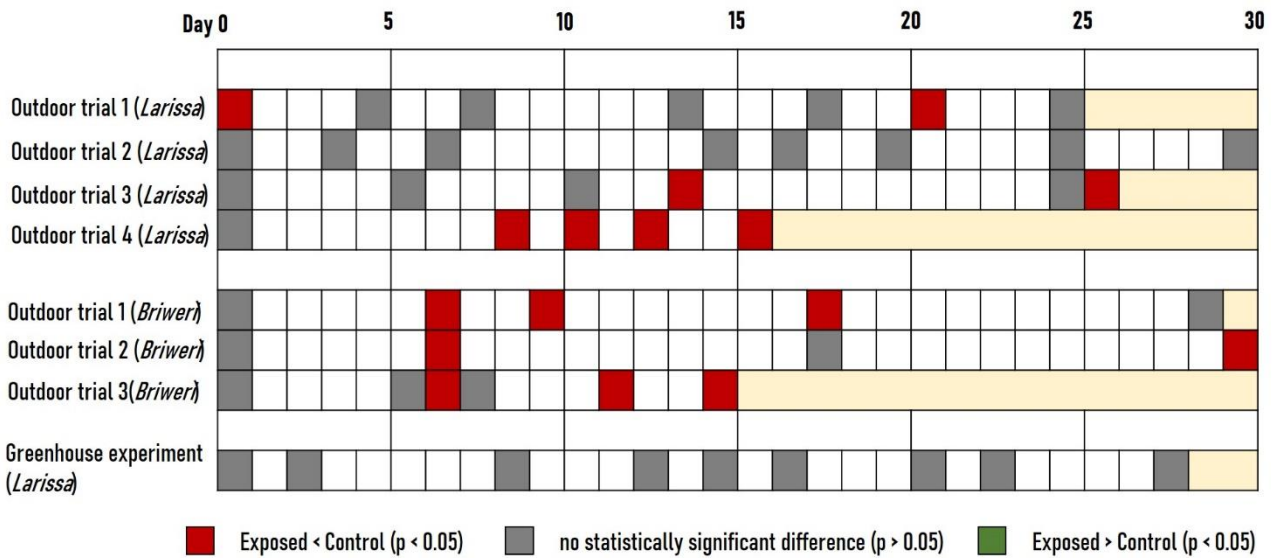 Day 0 5 10 15 20 25 30
Outdoor trial 1 (Larissa)
Outdoor trial 2 (Larissa)
Outdoor trial 3 (Larissa)
Outdoor trial 4 (Larissa)
Outdoor trial 1 (Briweri)
Outdoor trial 2 (Briweri)
Outdoor trial 3(Briweri)
Greenhouse experiment
(Larissa)
Exposed < Control (p < 0.05) no statistically significant difference (p > 0.05) Exposed > Control (p < 0.05)